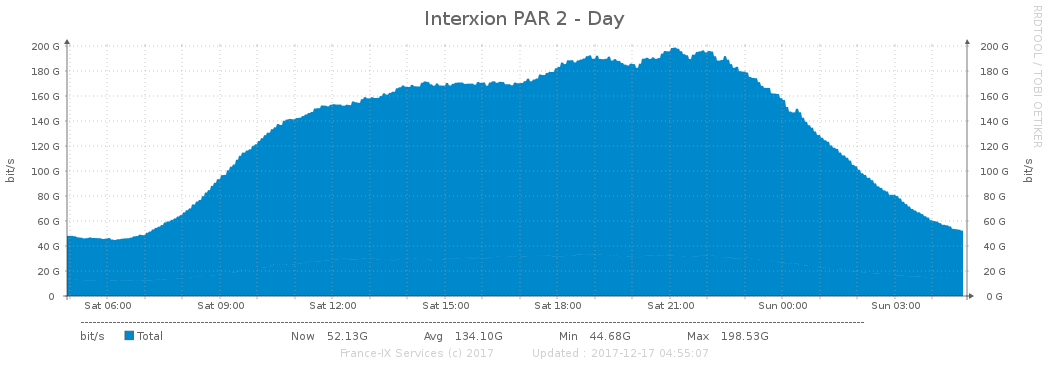 Interxion PAR 2 - Day
RRDTOOL / TOBI OETIKER
200 G 200 G
180 G 180 G
160 G 160 G
140 G 140 G
120 G 120 G
100 G 100 G
80 G 80 G
60 G 60 G
40 G 40 G
20 G 20 G
0 0 G
bit/s bit/s
Sat 06:00 Sat 09:00 Sat 12:00 Sat 15:00 Sat 18:00 Sat 21:00 Sun 00:00 Sun 03:00
bit/s Total Now 52.13G Avg 134.10G Min 44.68G Max 198.53G
France-IX Services (c) 2017 Updated : 2017-12-17 04:55:07